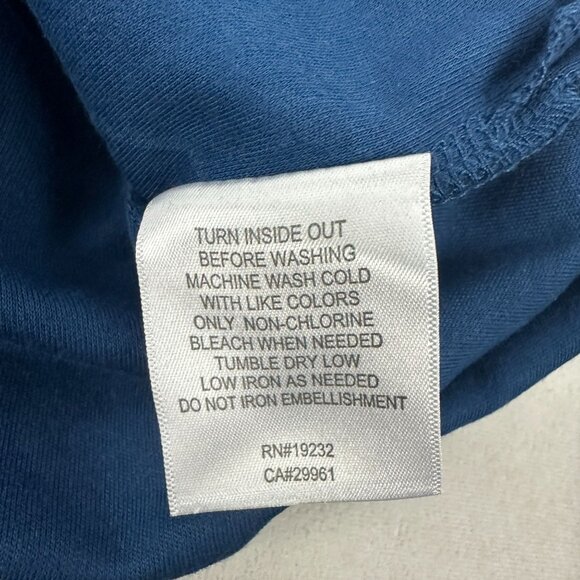 TURN INSIDE OUT
BEFORE WASHING
MACHINE WASH COLD
WITH LIKE COLORS
ONLY NON-CHLORINE
BLEACH WHEN NEEDED
TUMBLE DRY LOW
LOW IRON AS NEEDED
DO NOT IRON EMBELLISHMENT
RN#19232
CA#29961